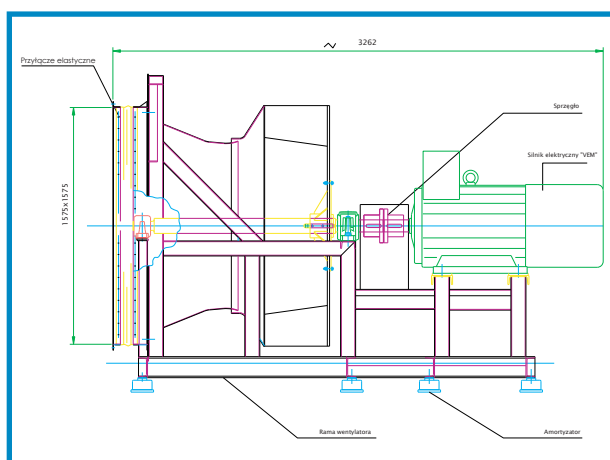 3262
Przyłącze elastyczne
Sprzęgło
Silnik elektryczny "VEM"
1575x1575
Rama wentylatora
Amortyzator